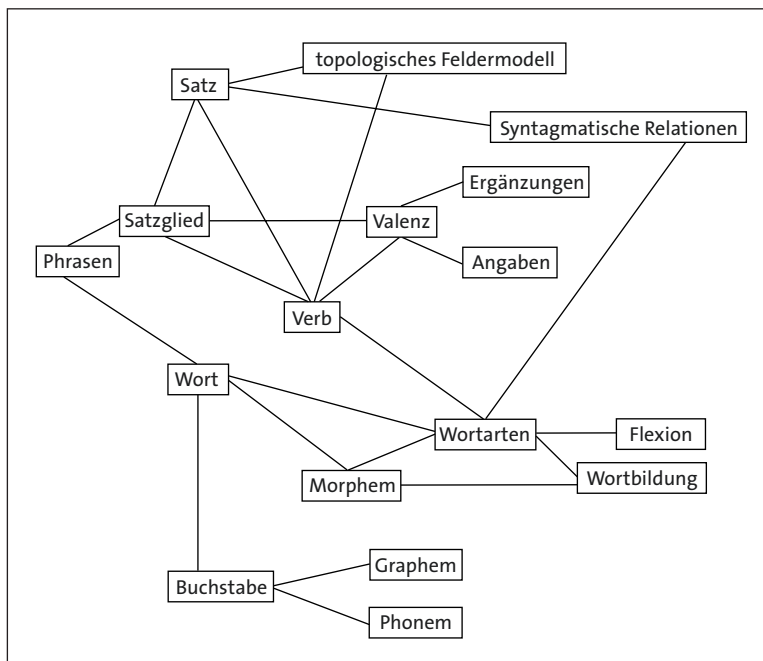 topologisches Feldermodell
Satz
Syntagmatische Relationen
Ergänzungen
Satzglied
Valenz
Phrasen
Angaben
Verb
Wort
Wortarten
Flexion
Morphem
Wortbildung
Graphem
Buchstabe
Phonem